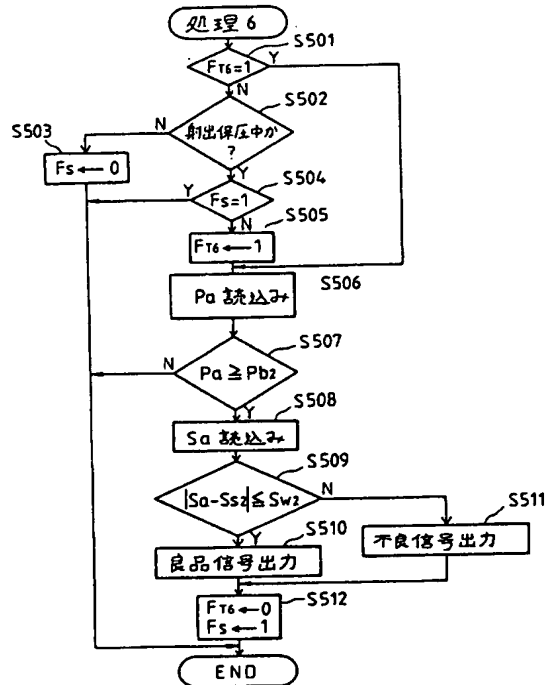 処理6
S501
FT6=1
Y
N
S502
射出保圧中か
?
N
Y
S503
Fs ← 0
S504
Fs=1
Y
N
S505
FT6 ← 1
S506
Pa 読込み
S507
Pa ≧ Pb2
N
Y
S508
Sa 読込み
S509
|Sa-Ss2| ≦ Sw2
N
Y
S510
良品信号出力
S511
不良信号出力
S512
FT6 ← 0
Fs ← 1
END